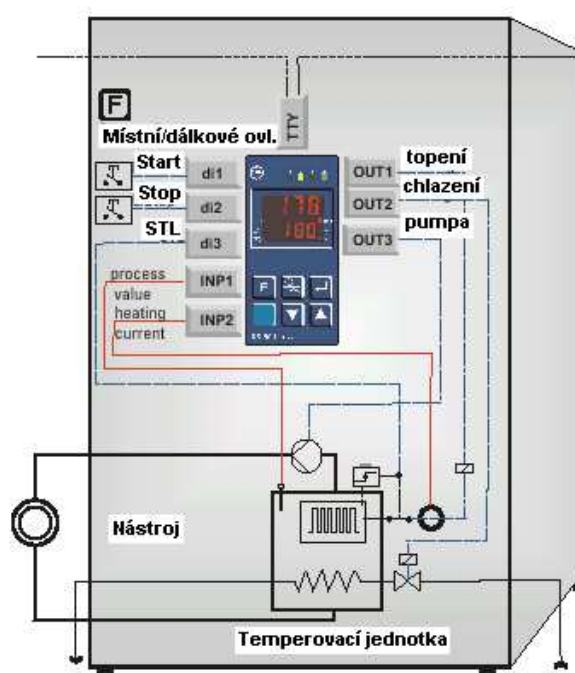 F
Místní/dálkové ovl.
TTY
Start
di1
Stop
di2
STL
di3
process
value
INP1
heating
current
INP2
178
180
F
OUT1
topení
OUT2
chlazení
OUT3
pumpa
Nástroj
Temperovací jednotka